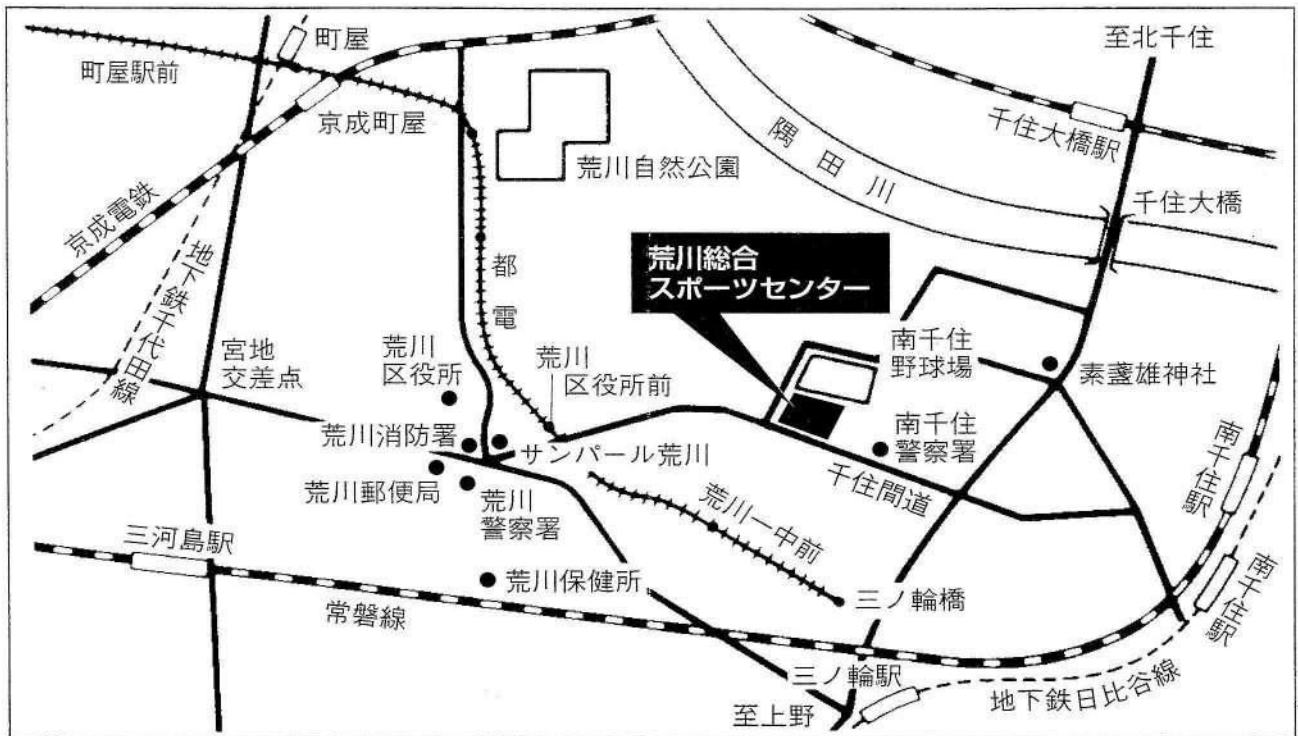 町屋
町屋駅前
京成町屋
京成電鉄
地下鉄千代田線
荒川自然公園
都電
隅田川
至北千住
千住大橋駅
千住大橋
荒川総合
スポーツセンター
宮地
交差点
荒川
区役所
荒川
区役所前
南千住
野球場
素盞雄神社
荒川消防署
サンパール荒川
南千住
警察署
千住間道
荒川郵便局
荒川
警察署
荒川一中前
南千住駅
南千住駅
三河島駅
荒川保健所
三ノ輪橋
常磐線
三ノ輪駅
地下鉄日比谷線
至上野